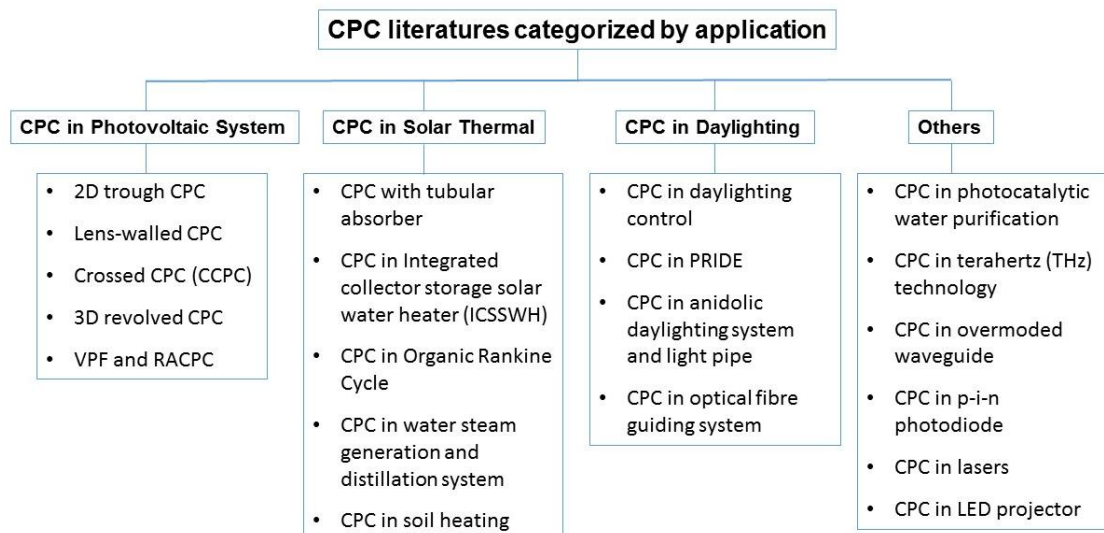 CPC literatures categorized by application
CPC in Photovoltaic System
• 2D trough CPC
• Lens-walled CPC
• Crossed CPC (CCPC)
• 3D revolved CPC
• VPF and RACPC
CPC in Solar Thermal
• CPC with tubular
absorber
• CPC in Integrated
collector storage solar
water heater (ICSSWH)
• CPC in Organic Rankine
Cycle
• CPC in water steam
generation and
distillation system
• CPC in soil heating
CPC in Daylighting
• CPC in daylighting
control
• CPC in PRIDE
• CPC in anidolic
daylighting system
and light pipe
• CPC in optical fibre
guiding system
Others
• CPC in photocatalytic
water purification
• CPC in terahertz (THz)
technology
• CPC in overmoded
waveguide
• CPC in p-i-n
photodiode
• CPC in lasers
• CPC in LED projector